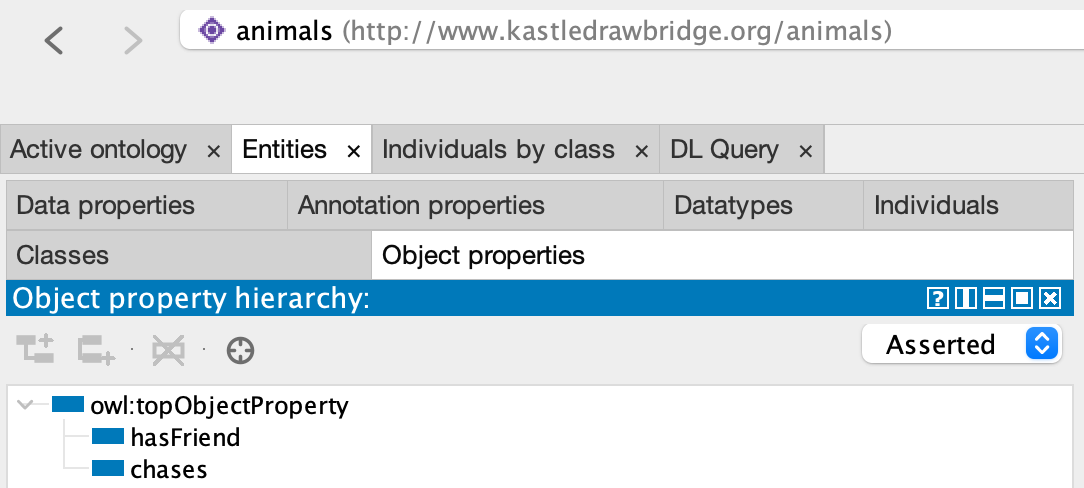 animals (http://www.kastledrawbridge.org/animals)
Active ontology × Entities × Individuals by class × DL Query ×
Data properties Annotation properties Datatypes Individuals
Classes Object properties
Object property hierarchy:
Asserted
owl:topObjectProperty
hasFriend
chases